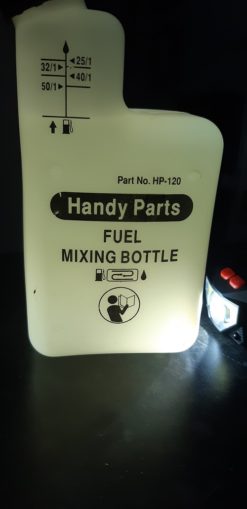 25/1
32/1
40/1
50/1
Part No. HP-120
Handy Parts
FUEL
MIXING BOTTLE